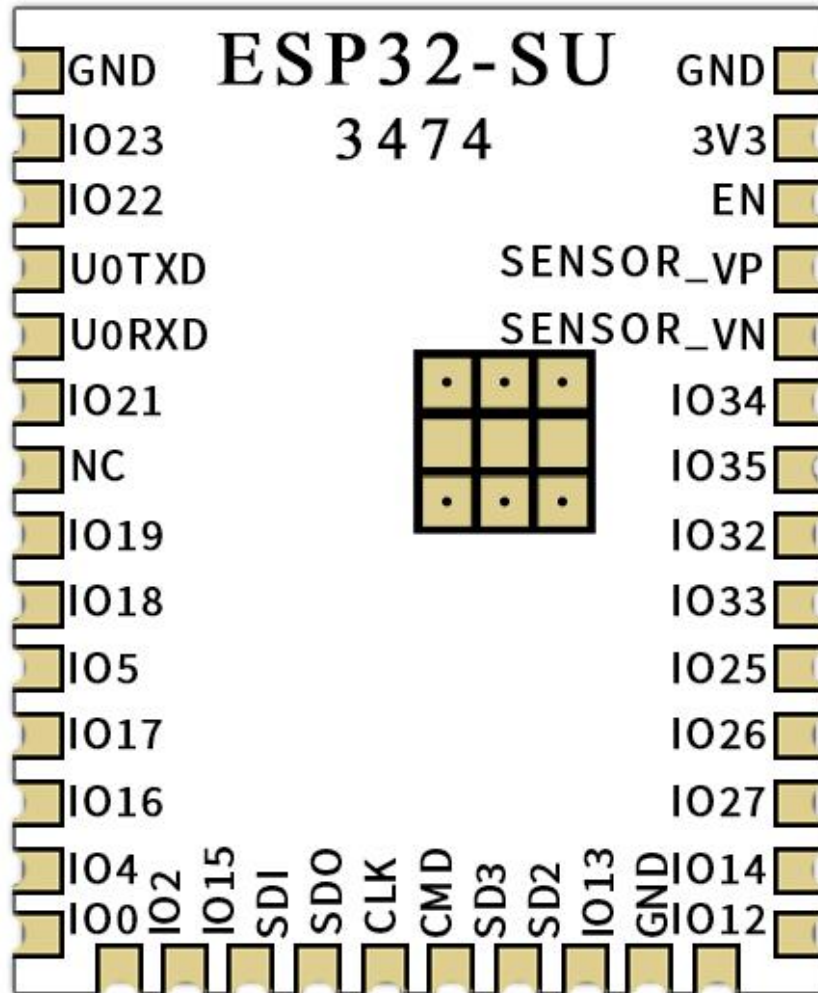 ESP32-SU
3474
GND
IO23
IO22
U0TXD
U0RXD
IO21
NC
IO19
IO18
IO5
IO17
IO16
IO4
IO0
IO2
IO15
SDI
SDO
CLK
CMD
SD3
SD2
IO13
GND
GND
3V3
EN
SENSOR_VP
SENSOR_VN
IO34
IO35
IO32
IO33
IO25
IO26
IO27
IO14
IO12